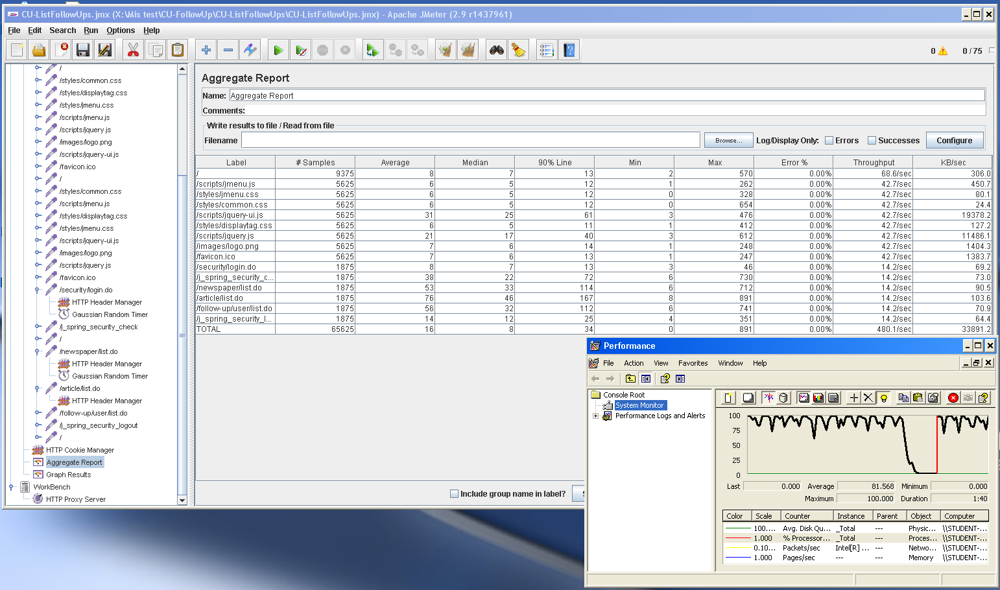 CU-ListFollowUps.jmx (X:\Mis test\CU-FollowUp\CU-ListFollowUps\CU-ListFollowUps.jmx) - Apache JMeter (2.9 r1437961)
File Edit Search Run Options Help
0 0 / 75
/
/styles/common.css
/styles/displaytag.css
/styles/jmenu.css
/scripts/jmenu.js
/scripts/jquery.js
/images/logo.png
/scripts/jquery-ui.js
/favicon.ico
/
/styles/common.css
/scripts/jmenu.js
/styles/displaytag.css
/styles/jmenu.css
/scripts/jquery-ui.js
/images/logo.png
/scripts/jquery.js
/favicon.ico
/security/login.do
HTTP Header Manager
Gaussian Random Timer
/j_spring_security_check
/
/newspaper/list.do
HTTP Header Manager
Gaussian Random Timer
/article/list.do
HTTP Header Manager
/follow-up/user/list.do
/j_spring_security_logout
/
HTTP Cookie Manager
Aggregate Report
Graph Results
WorkBench
HTTP Proxy Server
Aggregate Report
Name: Aggregate Report
Comments:
Write results to file / Read from file
Filename Browse... Log/Display Only: Errors Successes Configure
Label # Samples Average Median 90% Line Min Max Error % Throughput KB/sec
/ 9375 8 7 13 2 570 0.00% 68.6/sec 306.0
/scripts/jmenu.js 5625 6 5 12 1 262 0.00% 42.7/sec 450.7
/styles/jmenu.css 5625 6 5 12 0 328 0.00% 42.7/sec 80.1
/styles/common.css 5625 6 5 12 0 654 0.00% 42.7/sec 24.4
/scripts/jquery-ui.js 5625 31 25 61 3 476 0.00% 42.7/sec 19378.2
/styles/displaytag.css 5625 6 5 11 1 412 0.00% 42.7/sec 127.2
/scripts/jquery.js 5625 21 17 40 3 612 0.00% 42.7/sec 11486.1
/images/logo.png 5625 7 6 14 1 248 0.00% 42.7/sec 1404.3
/favicon.ico 5625 7 6 13 1 247 0.00% 42.7/sec 1383.7
/security/login.do 1875 8 7 13 3 46 0.00% 14.2/sec 69.2
/j_spring_security_c... 1875 38 22 72 6 730 0.00% 14.2/sec 73.0
/newspaper/list.do 1875 53 33 114 6 712 0.00% 14.2/sec 90.5
/article/list.do 1875 76 46 167 8 891 0.00% 14.2/sec 103.6
/follow-up/user/list.do 1875 56 32 112 6 741 0.00% 14.2/sec 70.9
/j_spring_security_l... 1875 14 12 25 4 351 0.00% 14.2/sec 64.4
TOTAL 65625 16 8 34 0 891 0.00% 480.1/sec 33891.2
Include group name in label?
Performance
File Action View Favorites Window Help
Console Root
System Monitor
Performance Logs and Alerts
100
75
50
25
0
Last 0.000 Average 81.568 Minimum 0.000
Maximum 100.000 Duration 1:40
Color Scale Counter Instance Parent Object Computer
100.... Avg. Disk Qu... _Total --- Physic... \\STUDENT-...
1.000 % Processor... _Total --- Proces... \\STUDENT-...
0.10... Packets/sec Intel[R] ... --- Netwo... \\STUDENT-...
1.000 Pages/sec --- --- Memory \\STUDENT-...